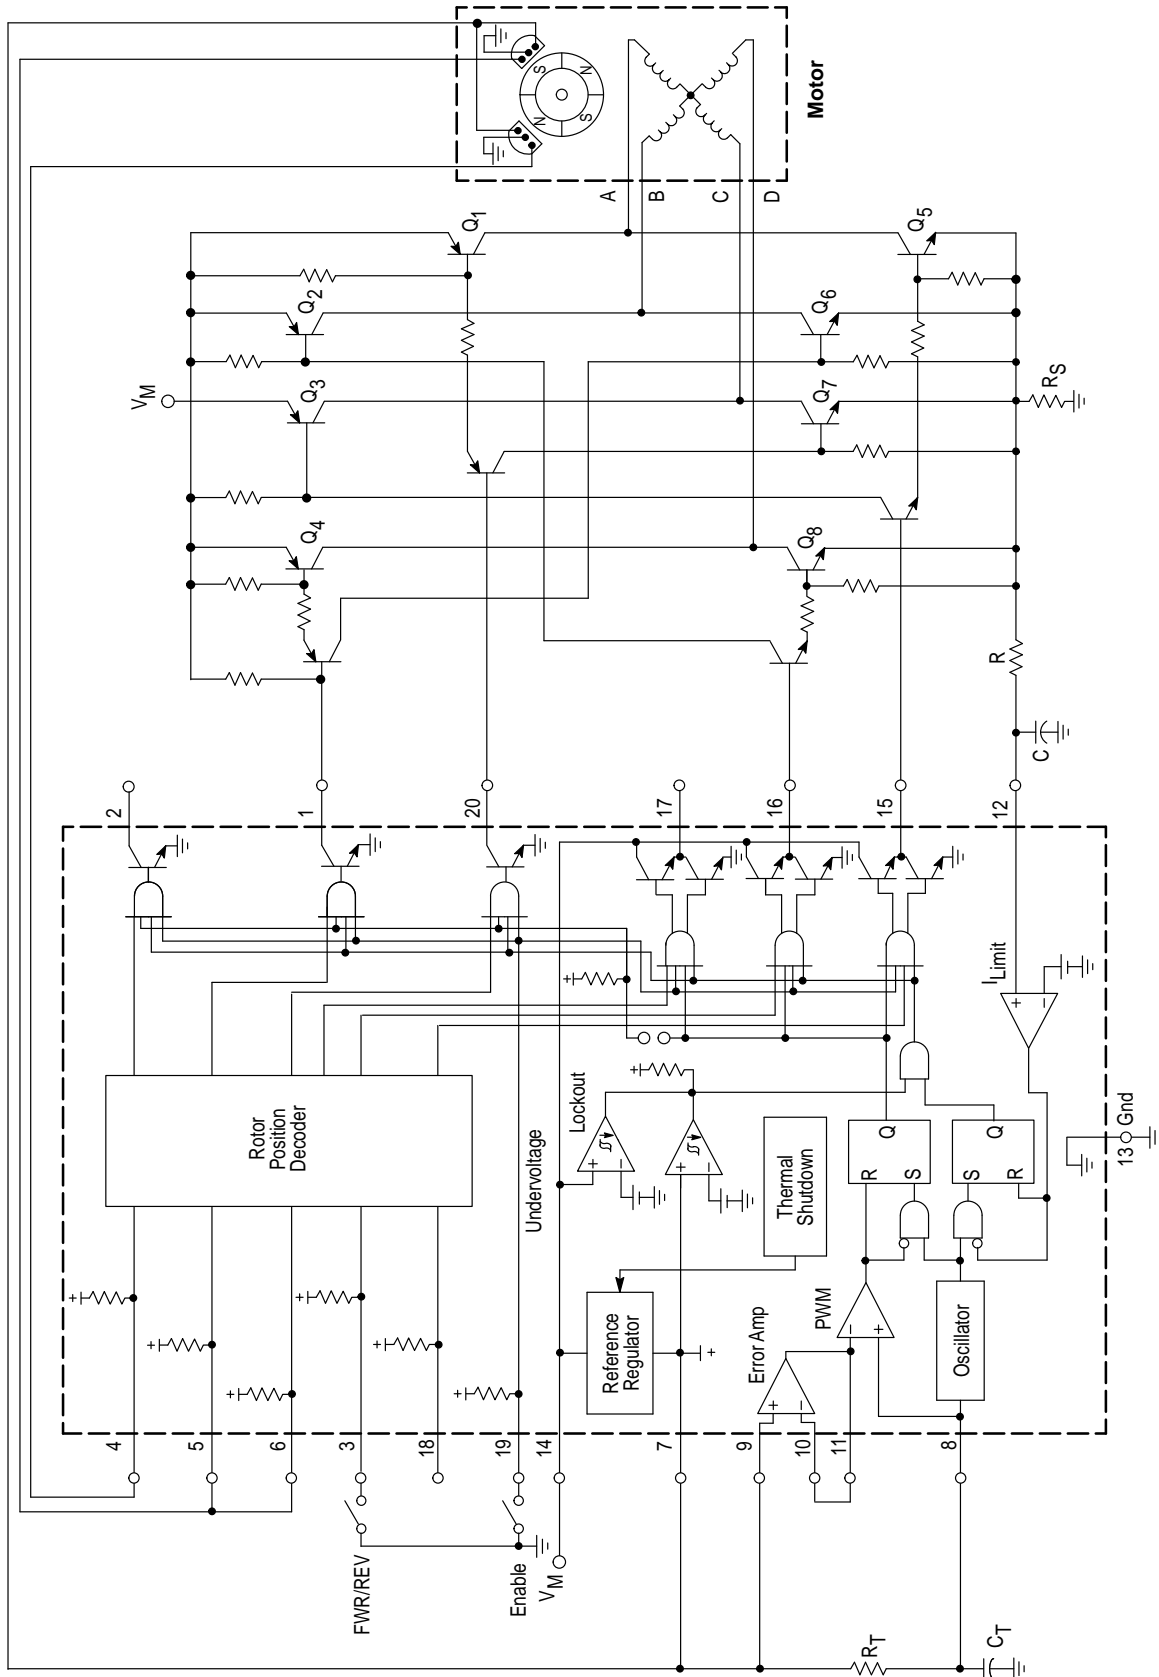 4
5
6
3
18
19
14
7
9
10
11
8
FWR/REV
Enable
VM
RT
CT
Rotor
Position
Decoder
Undervoltage
Lockout
Reference
Regulator
Thermal
Shutdown
Error Amp
PWM
Oscillator
R
S
Q
S
R
Q
ILimit
13 Gnd
+
+
+
+
+
+
+
+
+
+
−
+
−
+
−
−
+
+
−
2
1
20
17
16
15
12
C
R
RS
VM
Q4
Q3
Q2
Q1
Q8
Q7
Q6
Q5
A
B
C
D
N
S
S
N
Motor